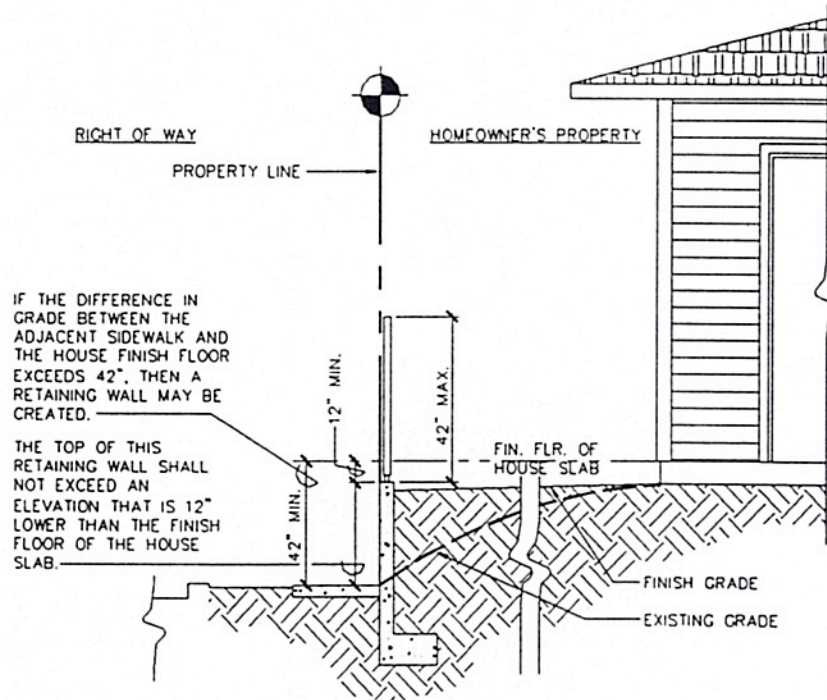 RIGHT OF WAY
HOMEOWNER'S PROPERTY
PROPERTY LINE
IF THE DIFFERENCE IN
GRADE BETWEEN THE
ADJACENT SIDEWALK AND
THE HOUSE FINISH FLOOR
EXCEEDS 42", THEN A
RETAINING WALL MAY BE
CREATED.
THE TOP OF THIS
RETAINING WALL SHALL
NOT EXCEED AN
ELEVATION THAT IS 12"
LOWER THAN THE FINISH
FLOOR OF THE HOUSE
SLAB.
42" MIN.
12" MIN.
42" MAX.
FIN. FLR. OF
HOUSE SLAB
FINISH GRADE
EXISTING GRADE